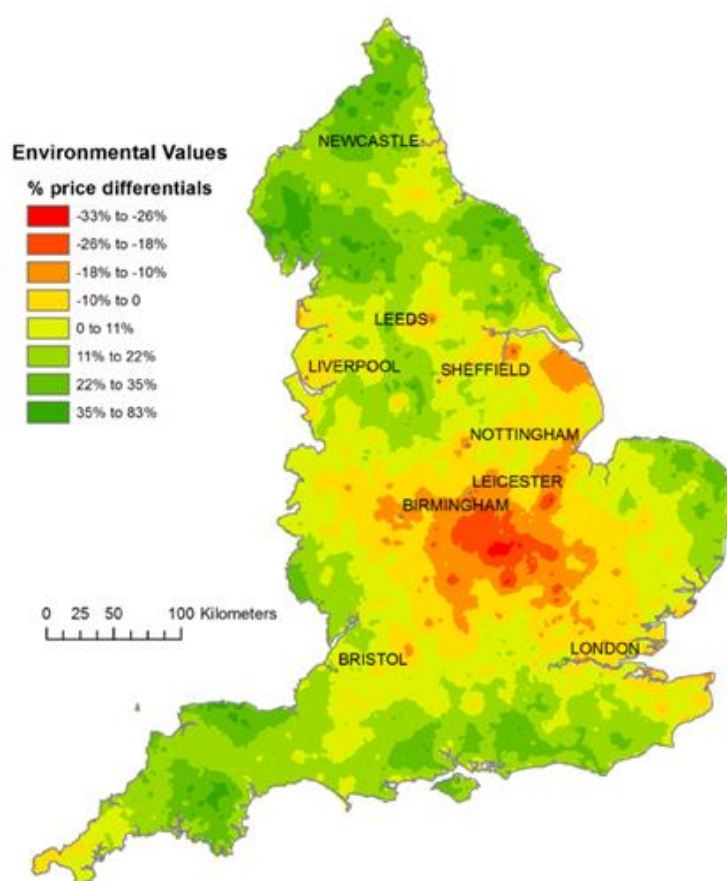 NEWCASTLE
Environmental Values
% price differentials
-33% to -26%
-26% to -18%
-18% to -10%
-10% to 0
0 to 11%
11% to 22%
22% to 35%
35% to 83%
LEEDS
LIVERPOOL
SHEFFIELD
NOTTINGHAM
LEICESTER
BIRMINGHAM
0 25 50 100 Kilometers
BRISTOL
LONDON